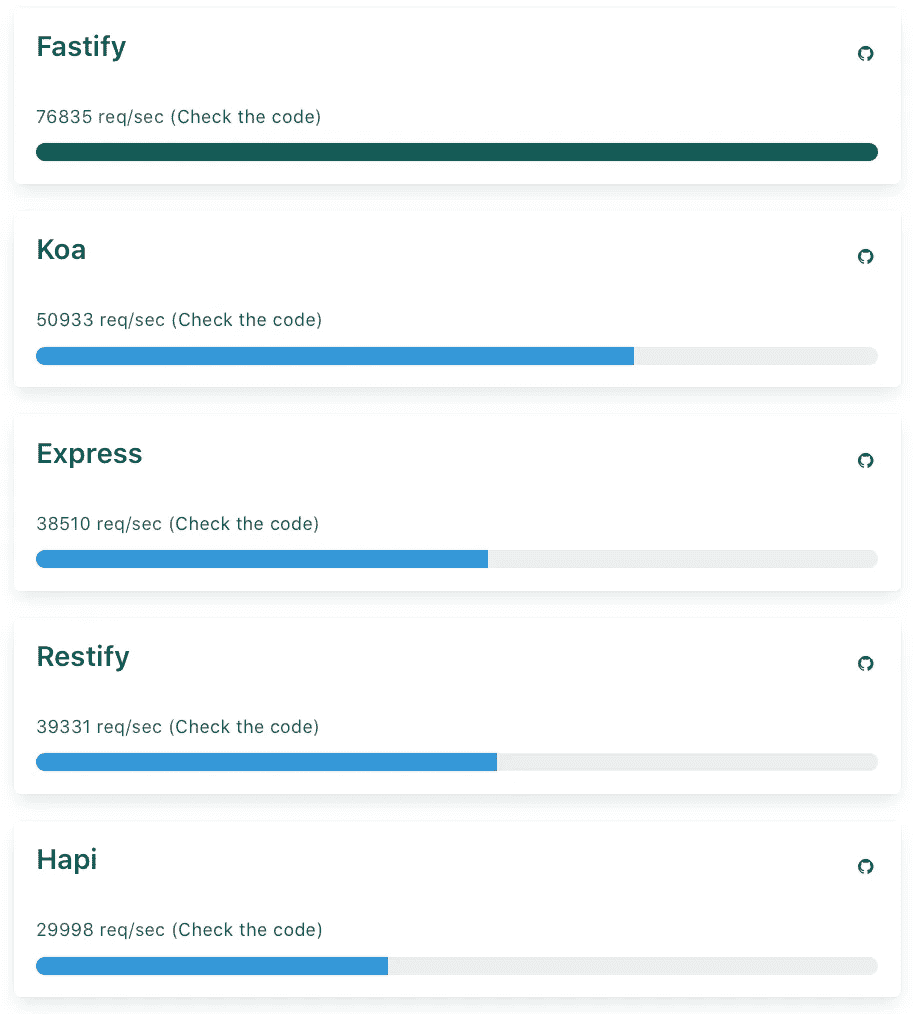 Fastify
76835 req/sec (Check the code)
Koa
50933 req/sec (Check the code)
Express
38510 req/sec (Check the code)
Restify
39331 req/sec (Check the code)
Hapi
29998 req/sec (Check the code)